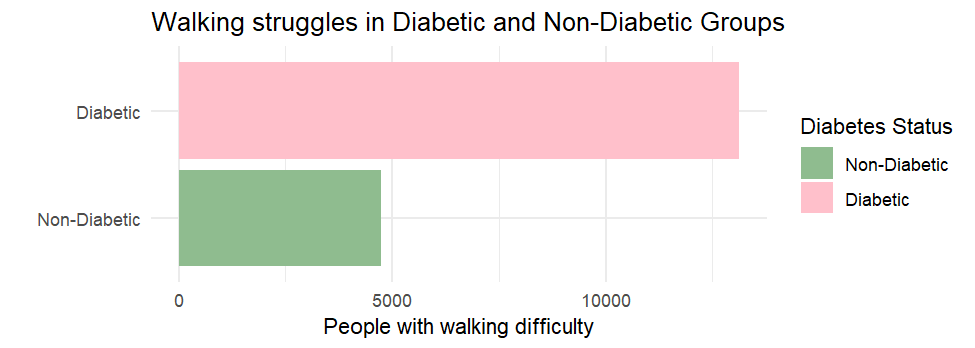 Walking struggles in Diabetic and Non-Diabetic Groups
Diabetic
Non-Diabetic
0
5000
10000
People with walking difficulty
Diabetes Status
Non-Diabetic
Diabetic